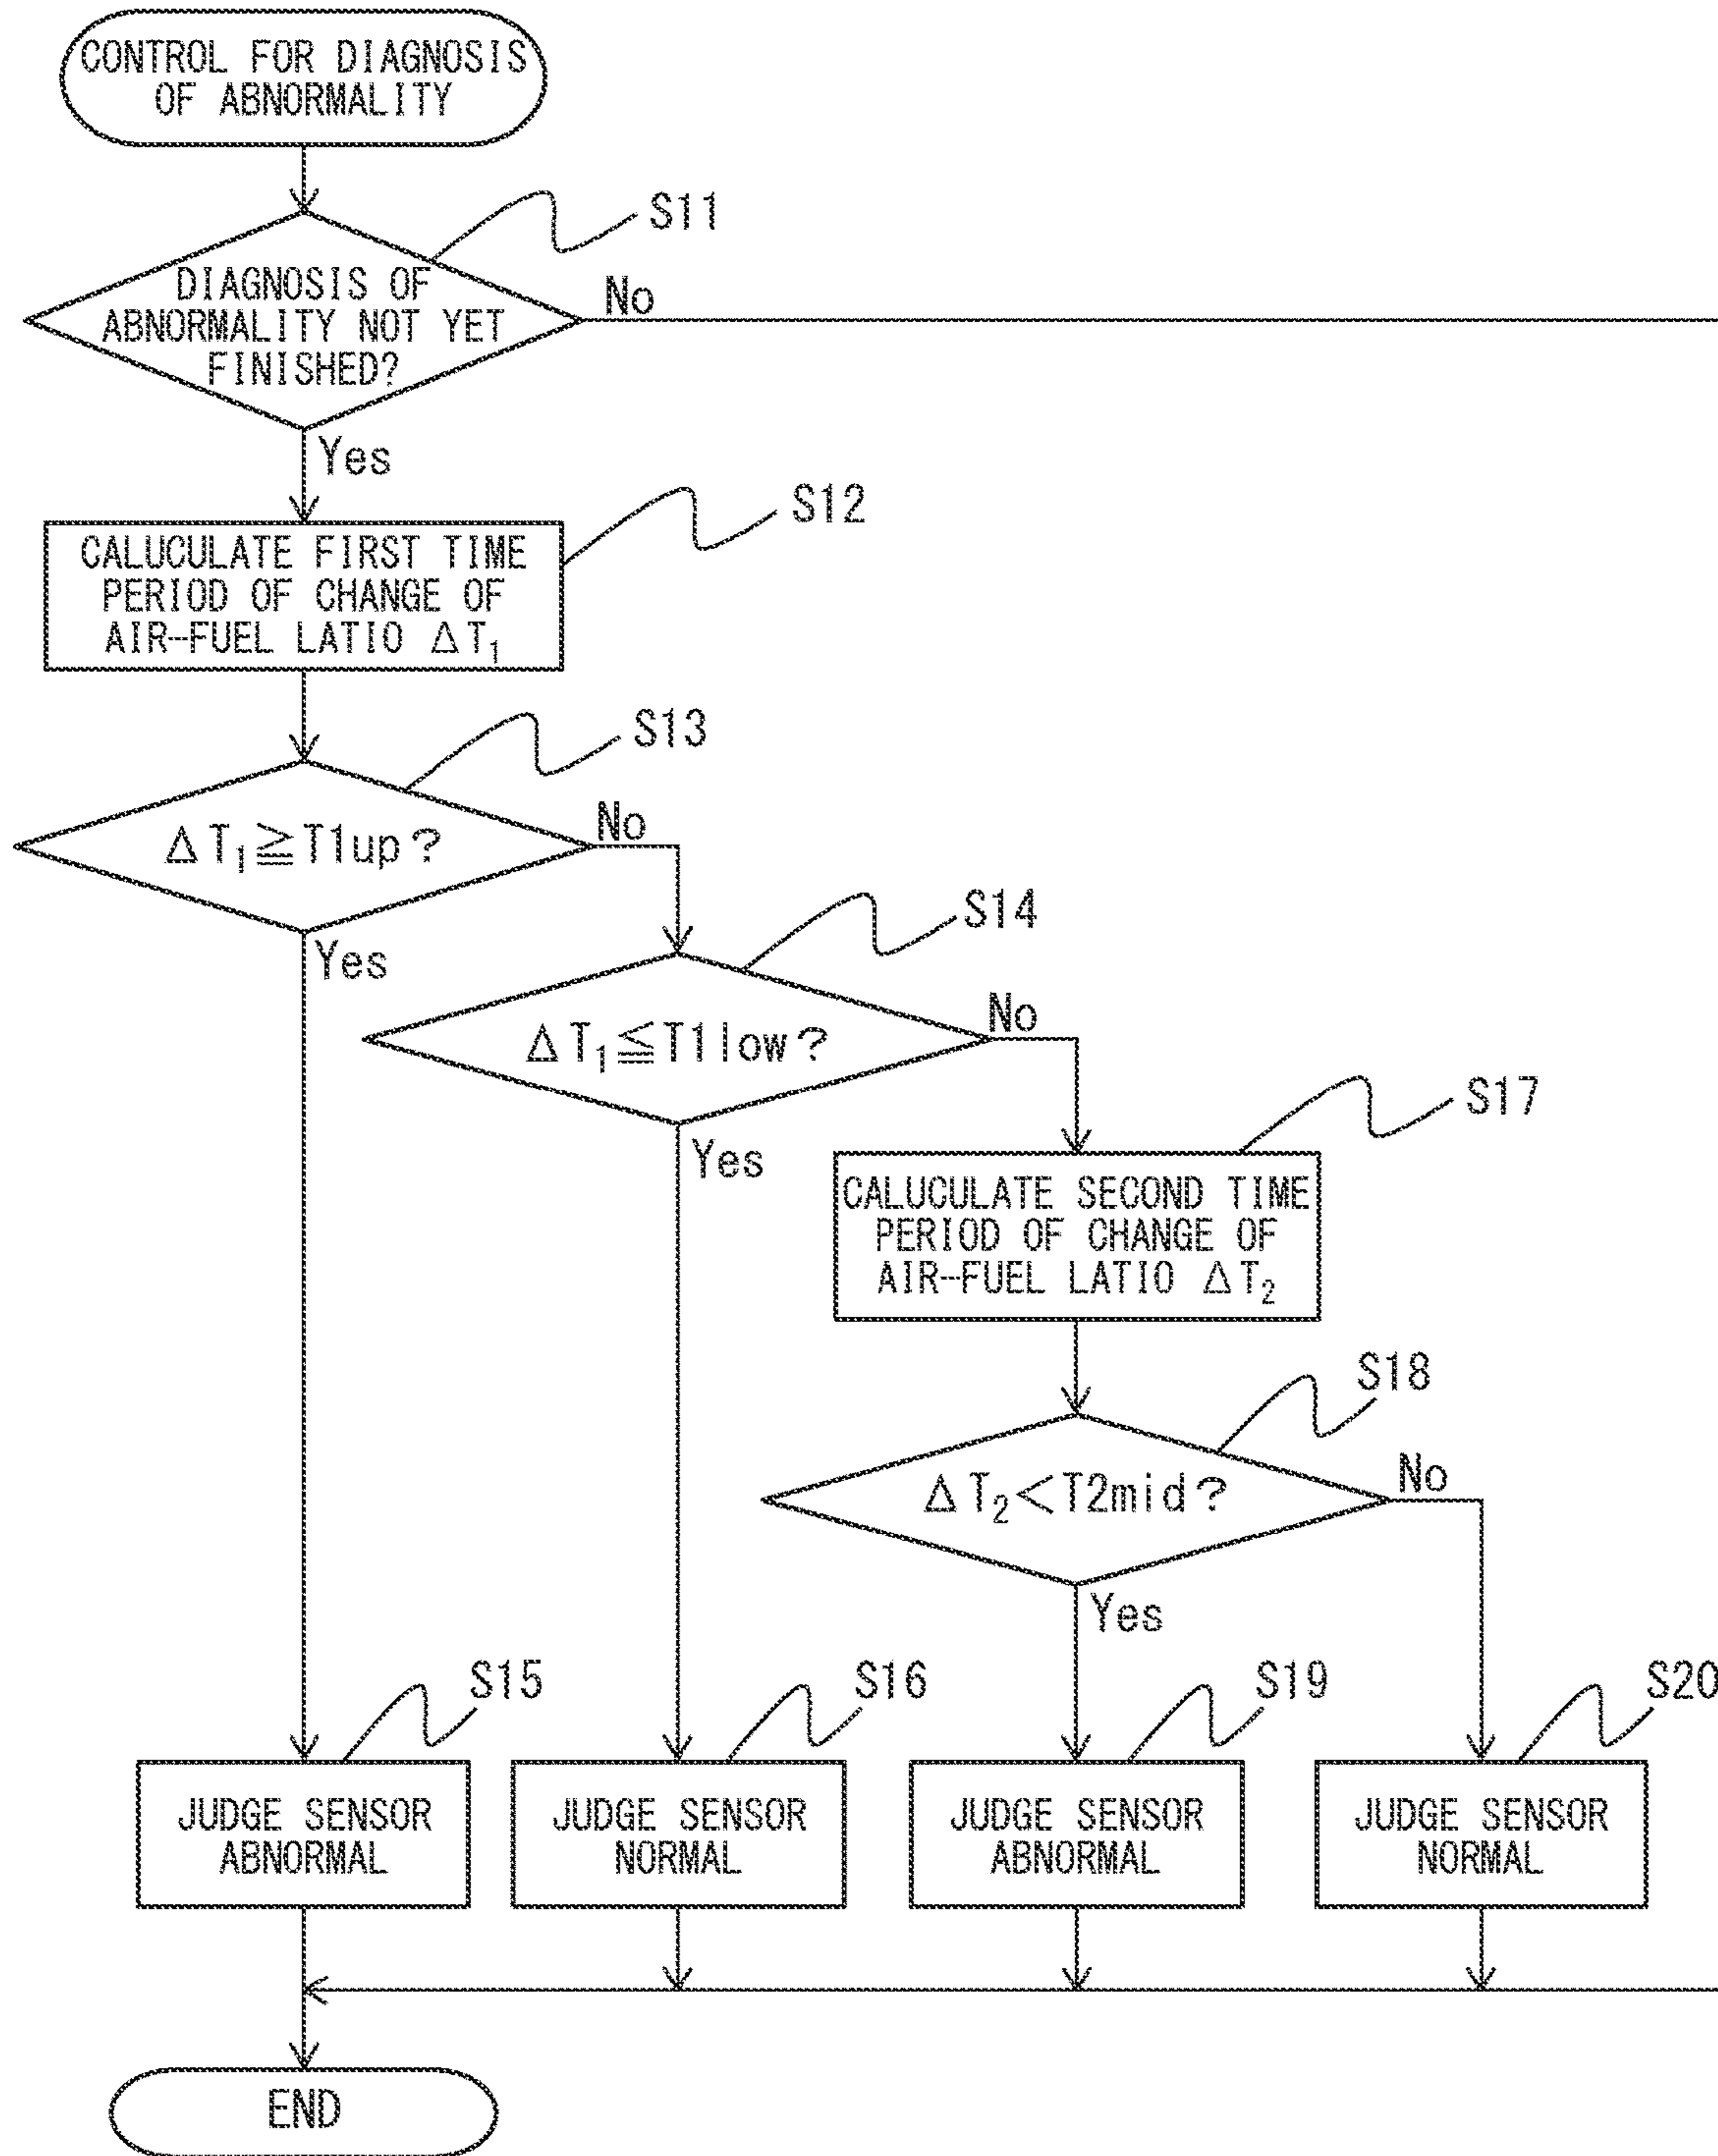 CONTROL FOR DIAGNOSIS
OF ABNORMALITY
S11
DIAGNOSIS OF
ABNORMALITY NOT YET
FINISHED?
No
Yes
S12
CALUCULATE FIRST TIME
PERIOD OF CHANGE OF
AIR-FUEL LATIO ΔT₁
S13
ΔT₁≧T1up?
No
Yes
S14
ΔT₁≦T1low?
No
Yes
S17
CALUCULATE SECOND TIME
PERIOD OF CHANGE OF
AIR-FUEL LATIO ΔT₂
S18
ΔT₂<T2mid?
No
Yes
S15
JUDGE SENSOR
ABNORMAL
S16
JUDGE SENSOR
NORMAL
S19
JUDGE SENSOR
ABNORMAL
S20
JUDGE SENSOR
NORMAL
END